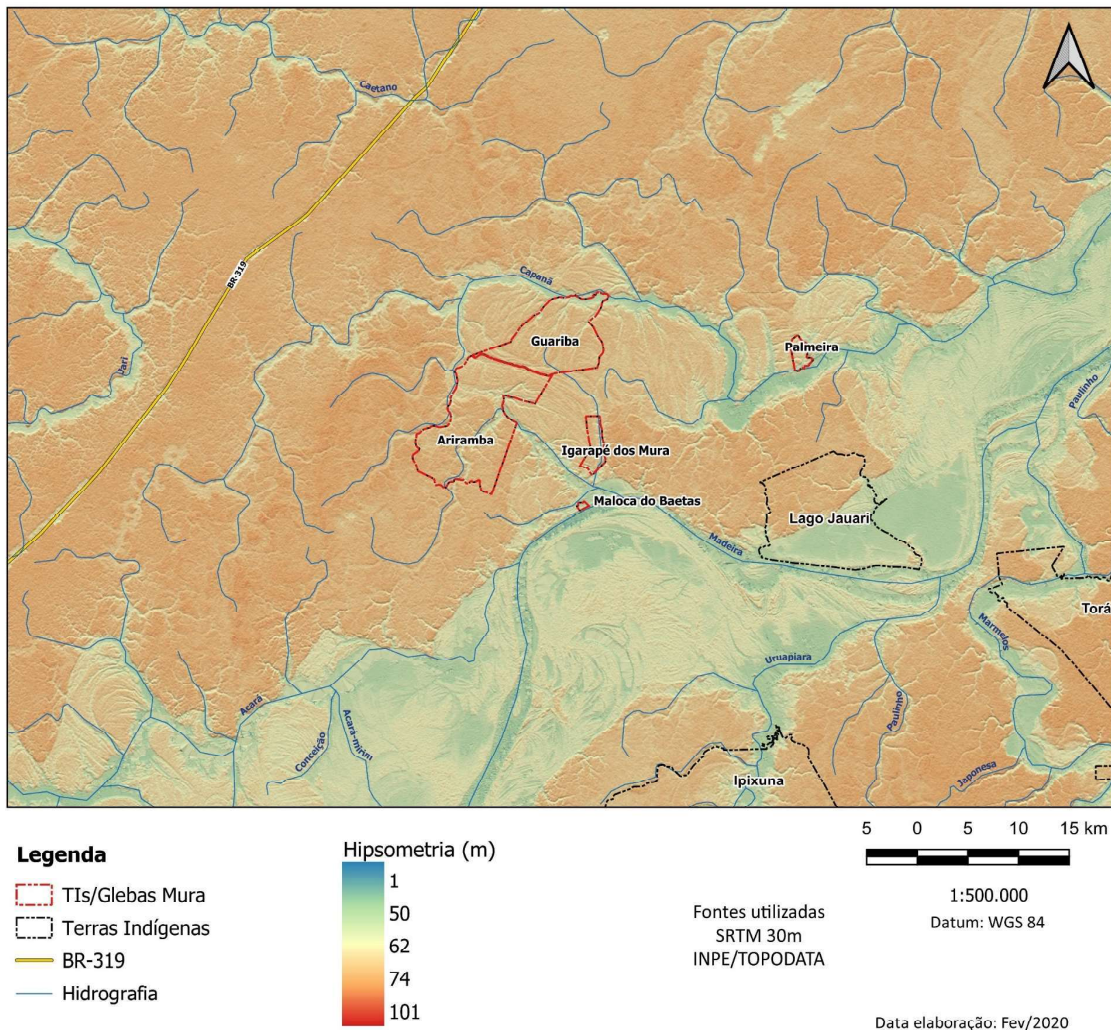 Caetano
BR-319
Capanã
Guariba
Palmeira
Jari
Paulinho
Ariramba
Igarapé dos Mura
Maloca do Baetas
Lago Jauari
Madeira
Torá
Marmelos
Uruapiara
Acará
Acará-mirim
Conceição
Paulinho
Ipixuna
Japonesa
Legenda
TIs/Glebas Mura
Terras Indígenas
BR-319
Hidrografia
Hipsometria (m)
1
50
62
74
101
Fontes utilizadas
SRTM 30m
INPE/TOPODATA
5 0 5 10 15 km
1:500.000
Datum: WGS 84
Data elaboração: Fev/2020